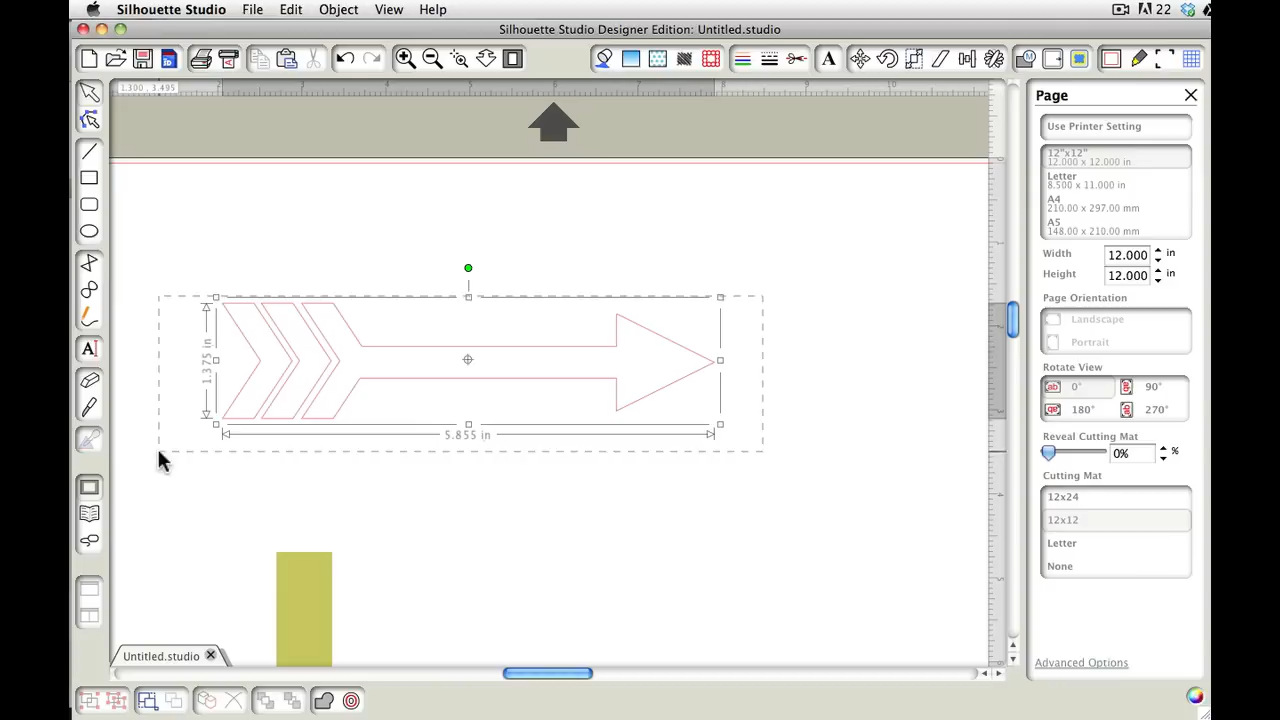 Silhouette Studio File Edit Object View Help 22
Silhouette Studio Designer Edition: Untitled.studio
1.300 , 3.495
Page
Use Printer Setting
12"x12"
12.000 x 12.000 in
Letter
8.500 x 11.000 in
A4
210.00 x 297.00 mm
A5
148.00 x 210.00 mm
Width 12.000 in
Height 12.000 in
Page Orientation
Landscape
Portrait
Rotate View
0° 90°
180° 270°
Reveal Cutting Mat
0% %
Cutting Mat
12x24
12x12
Letter
None
Advanced Options
1.375 in
5.855 in
Untitled.studio